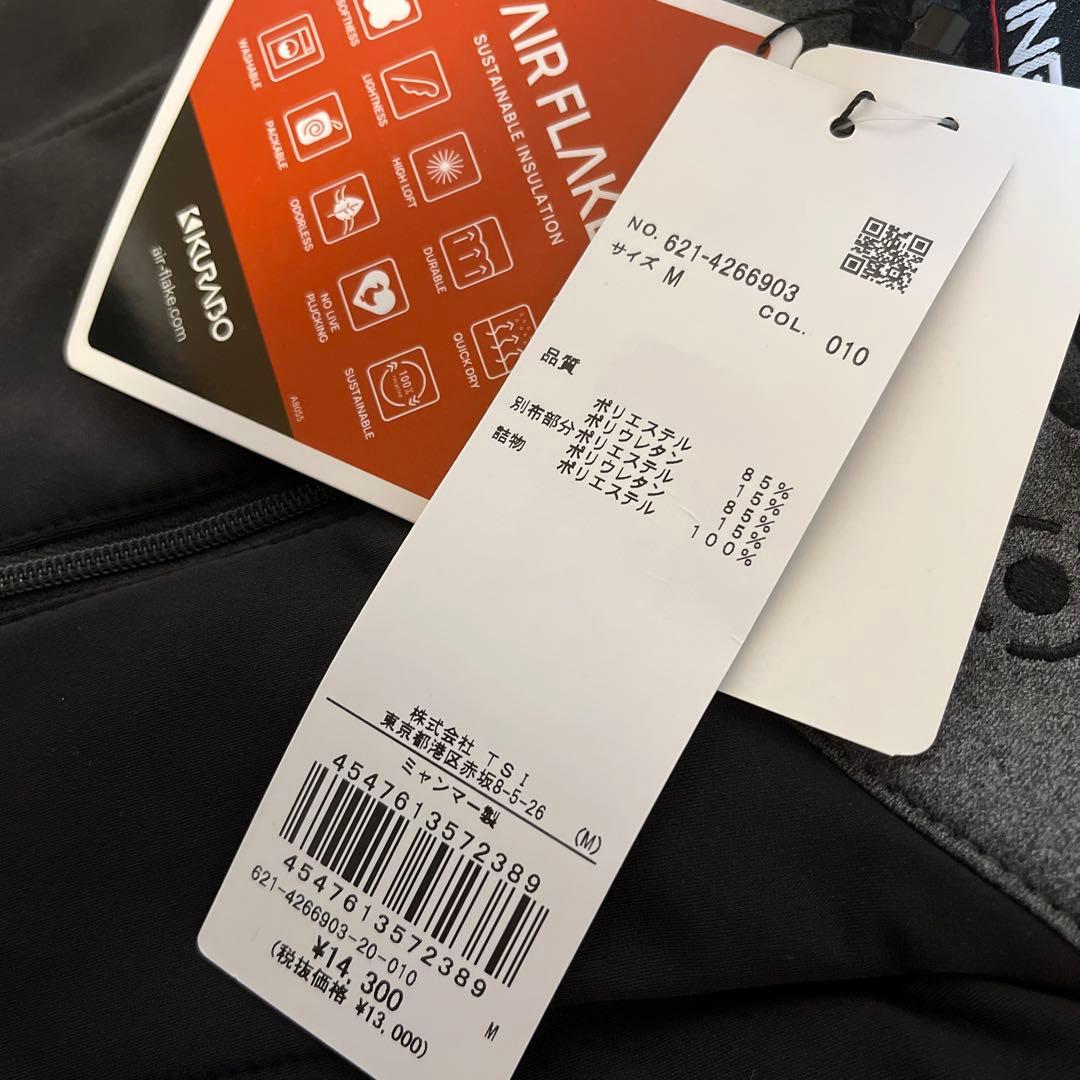 AIR FLAKE
SUSTAINABLE INSULATION
SOFTNESS
WASHABLE
LIGHTNESS
PACKABLE
HIGH LOFT
ODORLESS
DURABLE
NO LIVE
PLUCKING
QUICK DRY
100%
SUSTAINABLE
KURABO
air-flake.com
A8055
NO. 621-4266903
サイズ M
COL. 010
品質
ポリエステル 85%
ポリウレタン 15%
別布部分 ポリエステル 85%
ポリウレタン 15%
詰物 ポリエステル 100%
株式会社 TSI
東京都港区赤坂8-5-26
ミャンマー製 (M)
4547613572389
4547613572389
621-4266903-20-010
M
¥14,300
(税抜価格 ¥13,000)